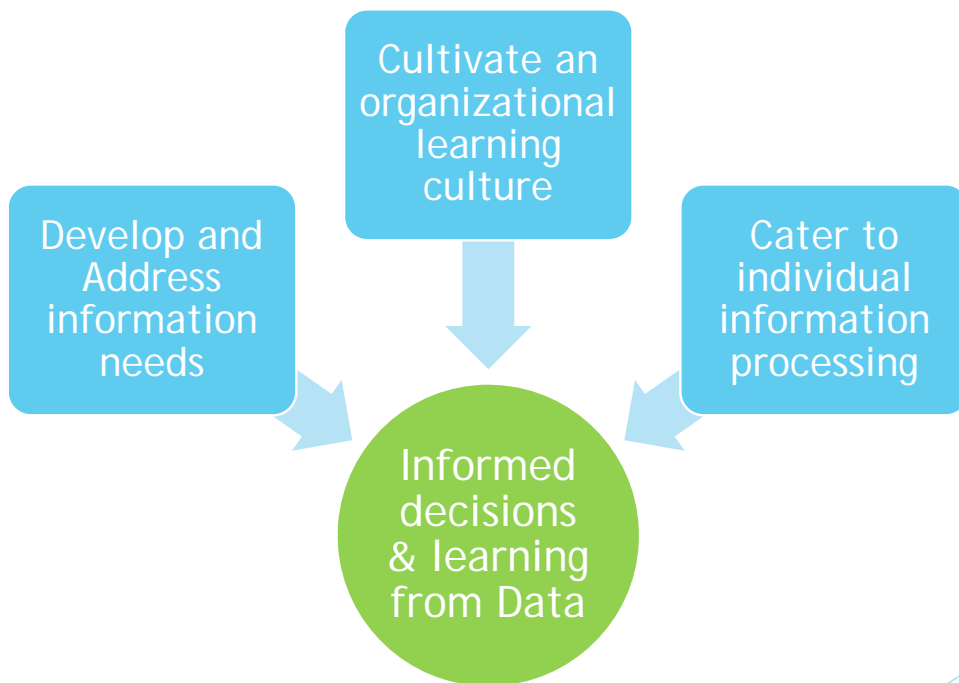 Develop and
Address
information
needs
Cultivate an
organizational
learning
culture
Cater to
individual
information
processing
Informed
decisions
& learning
from Data